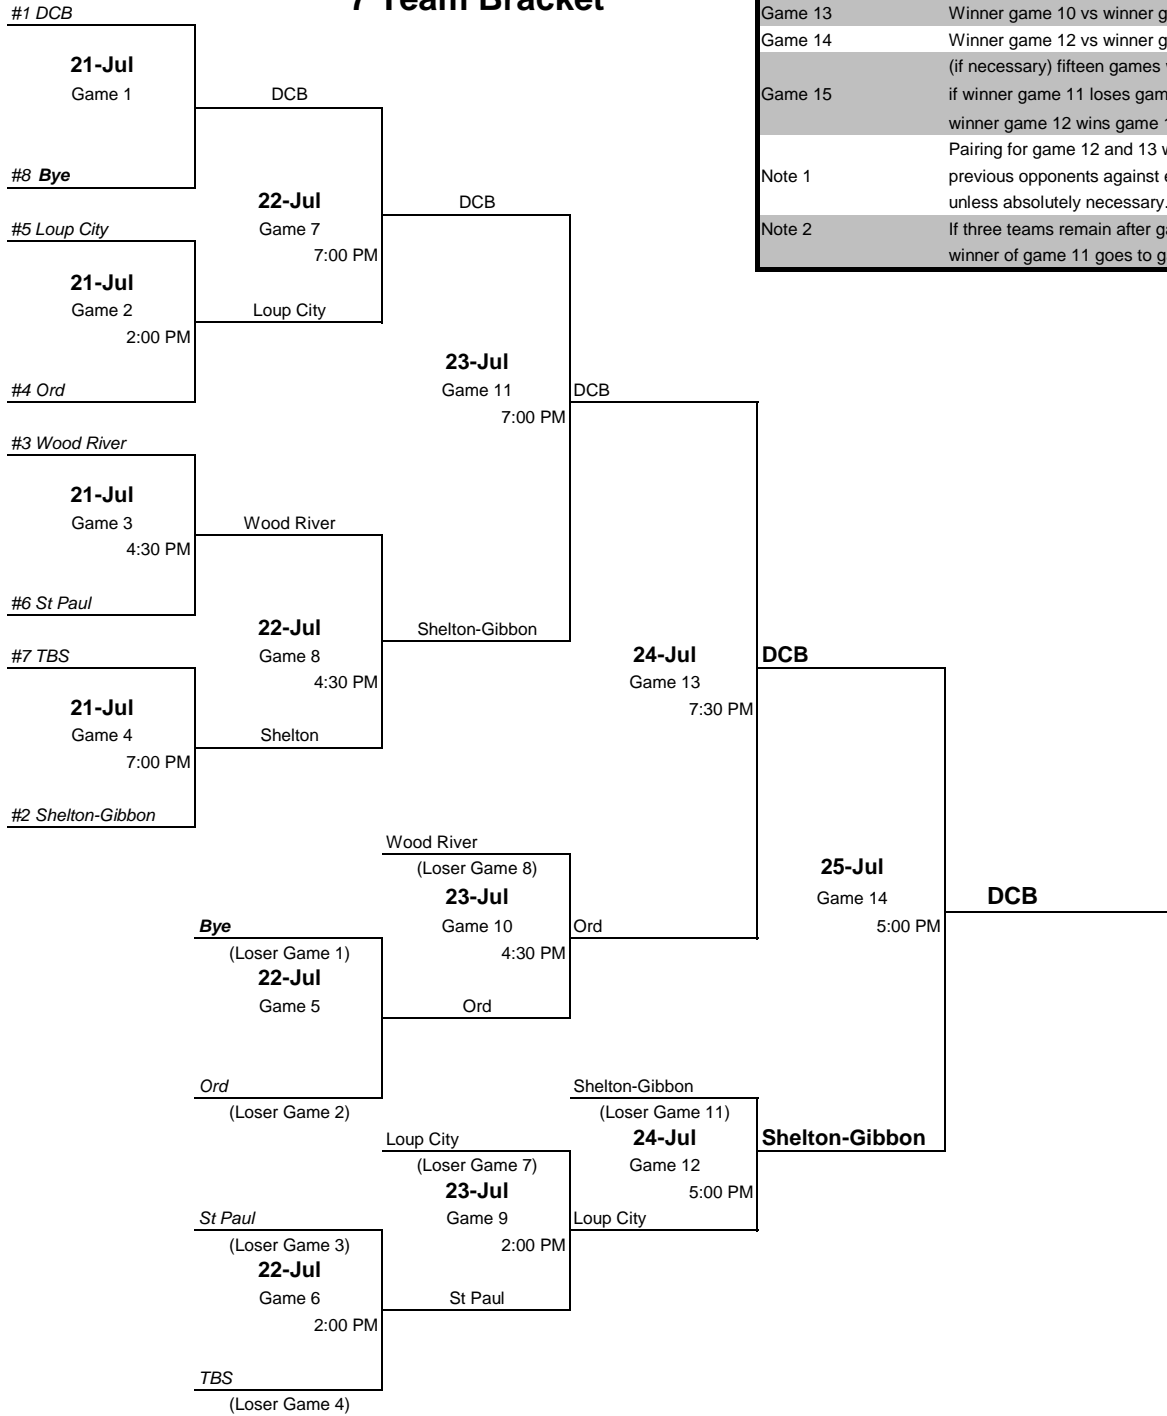 7 Team Bracket
#1 DCB
21-Jul
Game 1
DCB
#8 Bye
22-Jul
Game 7
7:00 PM
DCB
#5 Loup City
21-Jul
Game 2
2:00 PM
Loup City
#4 Ord
23-Jul
Game 11
7:00 PM
DCB
#3 Wood River
21-Jul
Game 3
4:30 PM
Wood River
#6 St Paul
22-Jul
Game 8
4:30 PM
Shelton-Gibbon
#7 TBS
21-Jul
Game 4
7:00 PM
Shelton
#2 Shelton-Gibbon
24-Jul
Game 13
7:30 PM
DCB
Wood River
(Loser Game 8)
23-Jul
Game 10
4:30 PM
Ord
Bye
(Loser Game 1)
22-Jul
Game 5
Ord
Ord
(Loser Game 2)
25-Jul
Game 14
5:00 PM
DCB
Shelton-Gibbon
(Loser Game 11)
24-Jul
Game 12
5:00 PM
Shelton-Gibbon
Loup City
(Loser Game 7)
23-Jul
Game 9
2:00 PM
Loup City
St Paul
(Loser Game 3)
22-Jul
Game 6
2:00 PM
St Paul
TBS
(Loser Game 4)
Game 13 Winner game 10 vs winner g
Game 14 Winner game 12 vs winner g
(if necessary) fifteen games
Game 15 if winner game 11 loses gam
winner game 12 wins game
Pairing for game 12 and 13 w
Note 1 previous opponents against
unless absolutely necessary.
Note 2 If three teams remain after ga
winner of game 11 goes to g